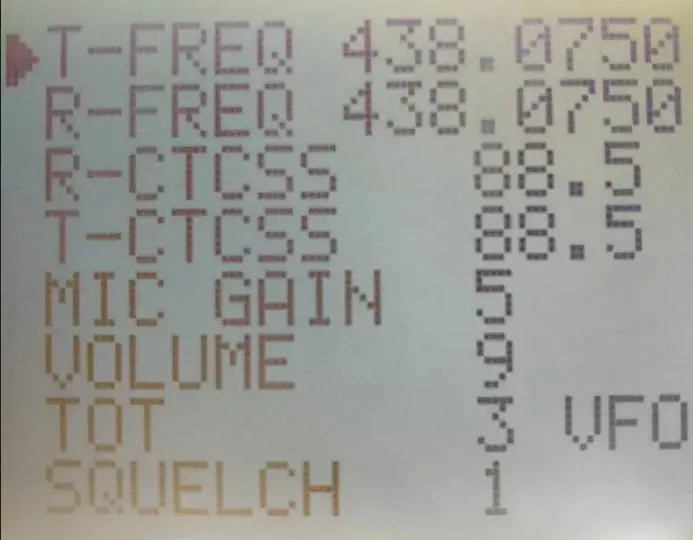 T-FREQ 438.0750
R-FREQ 438.0750
R-CTCSS 88.5
T-CTCSS 88.5
MIC GAIN 5
VOLUME 9
TOT 3 VFO
SQUELCH 1